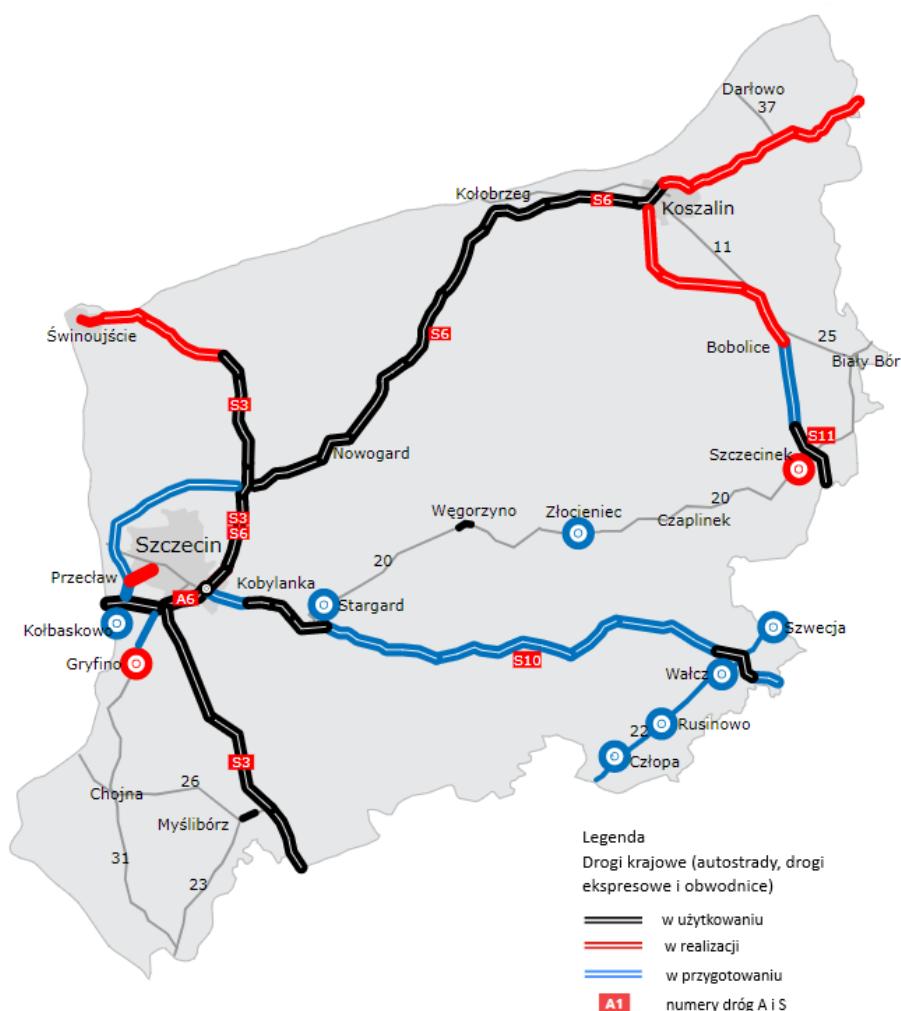 Darłowo
37
Kołobrzeg
S6
Koszalin
11
Świnoujście
S6
Bobolice
25
Biały Bór
S3
S11
Nowogard
Szczecinek
20
Węgorzyno
Złocieniec
Czaplinek
S3
S6
Szczecin
20
Przecław
Kobylanka
A6
Stargard
Kołbaskowo
Szwecja
S10
Gryfino
Wałcz
Rusinowo
22
S3
Człopa
26
Chojna
Myślibórz
31
23
Legenda
Drogi krajowe (autostrady, drogi
ekspresowe i obwodnice)
w użytkowaniu
w realizacji
w przygotowaniu
A1 numery dróg A i S